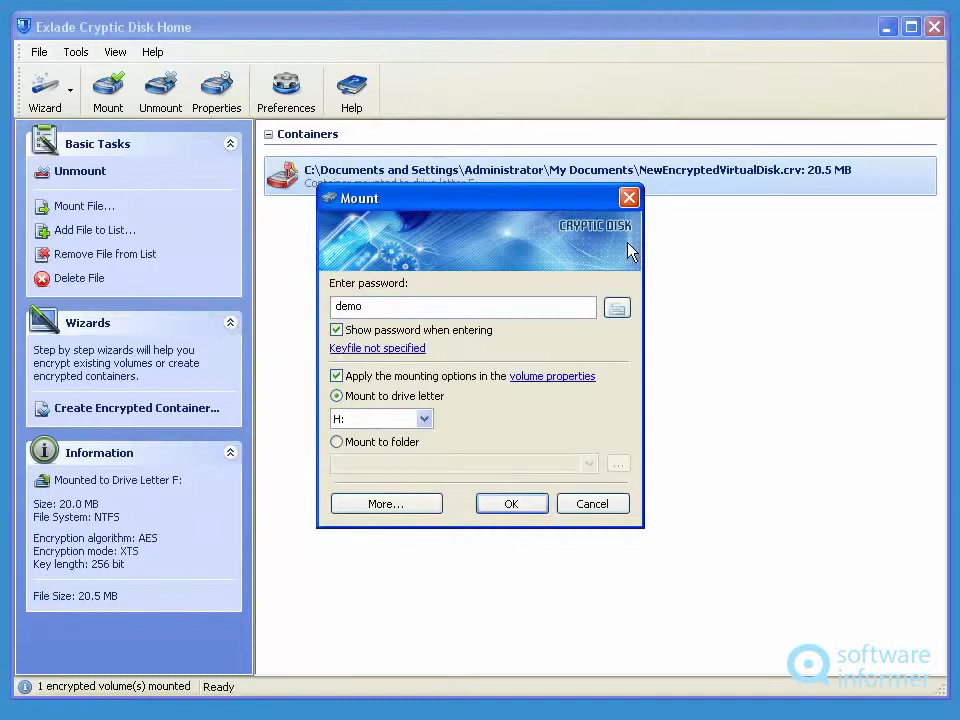 Exlade Cryptic Disk Home
File Tools View Help
Wizard Mount Unmount Properties Preferences Help
Basic Tasks
Unmount
Mount File...
Add File to List...
Remove File from List
Delete File
Wizards
Step by step wizards will help you
encrypt existing volumes or create
encrypted containers.
Create Encrypted Container...
Information
Mounted to Drive Letter F:
Size: 20.0 MB
File System: NTFS
Encryption algorithm: AES
Encryption mode: XTS
Key length: 256 bit
File Size: 20.5 MB
Containers
C:\Documents and Settings\Administrator\My Documents\NewEncryptedVirtualDisk.crv: 20.5 MB
Container mounted to drive letter F:
Mount
CRYPTIC DISK
Enter password:
demo
Show password when entering
Keyfile not specified
Apply the mounting options in the volume properties
Mount to drive letter
H:
Mount to folder
...
More... OK Cancel
software
informer
1 encrypted volume(s) mounted Ready